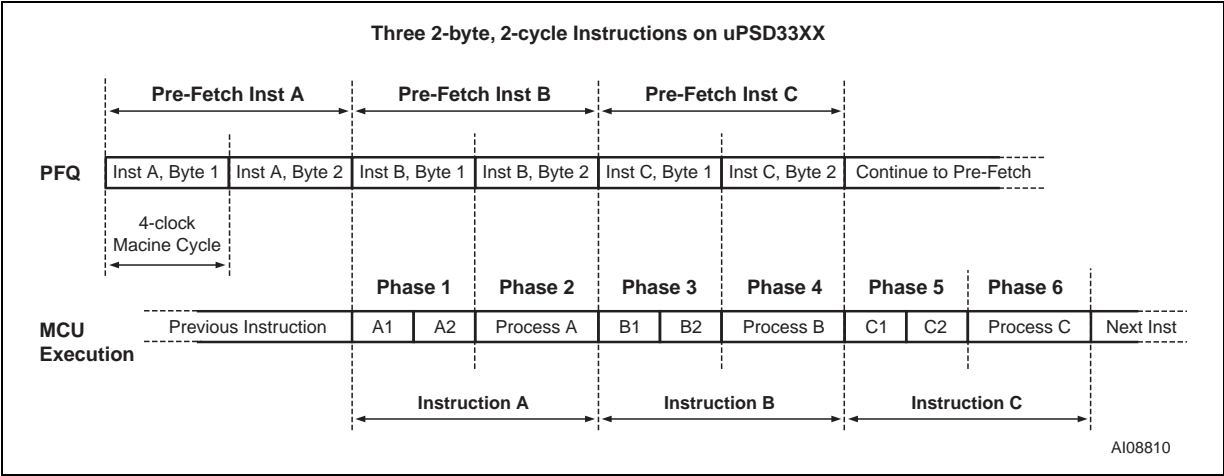 Three 2-byte, 2-cycle Instructions on uPSD33XX
Pre-Fetch Inst A
Pre-Fetch Inst B
Pre-Fetch Inst C
PFQ
Inst A, Byte 1
Inst A, Byte 2
Inst B, Byte 1
Inst B, Byte 2
Inst C, Byte 1
Inst C, Byte 2
Continue to Pre-Fetch
4-clock
Macine Cycle
Phase 1
Phase 2
Phase 3
Phase 4
Phase 5
Phase 6
MCU
Execution
Previous Instruction
A1
A2
Process A
B1
B2
Process B
C1
C2
Process C
Next Inst
Instruction A
Instruction B
Instruction C
AI08810